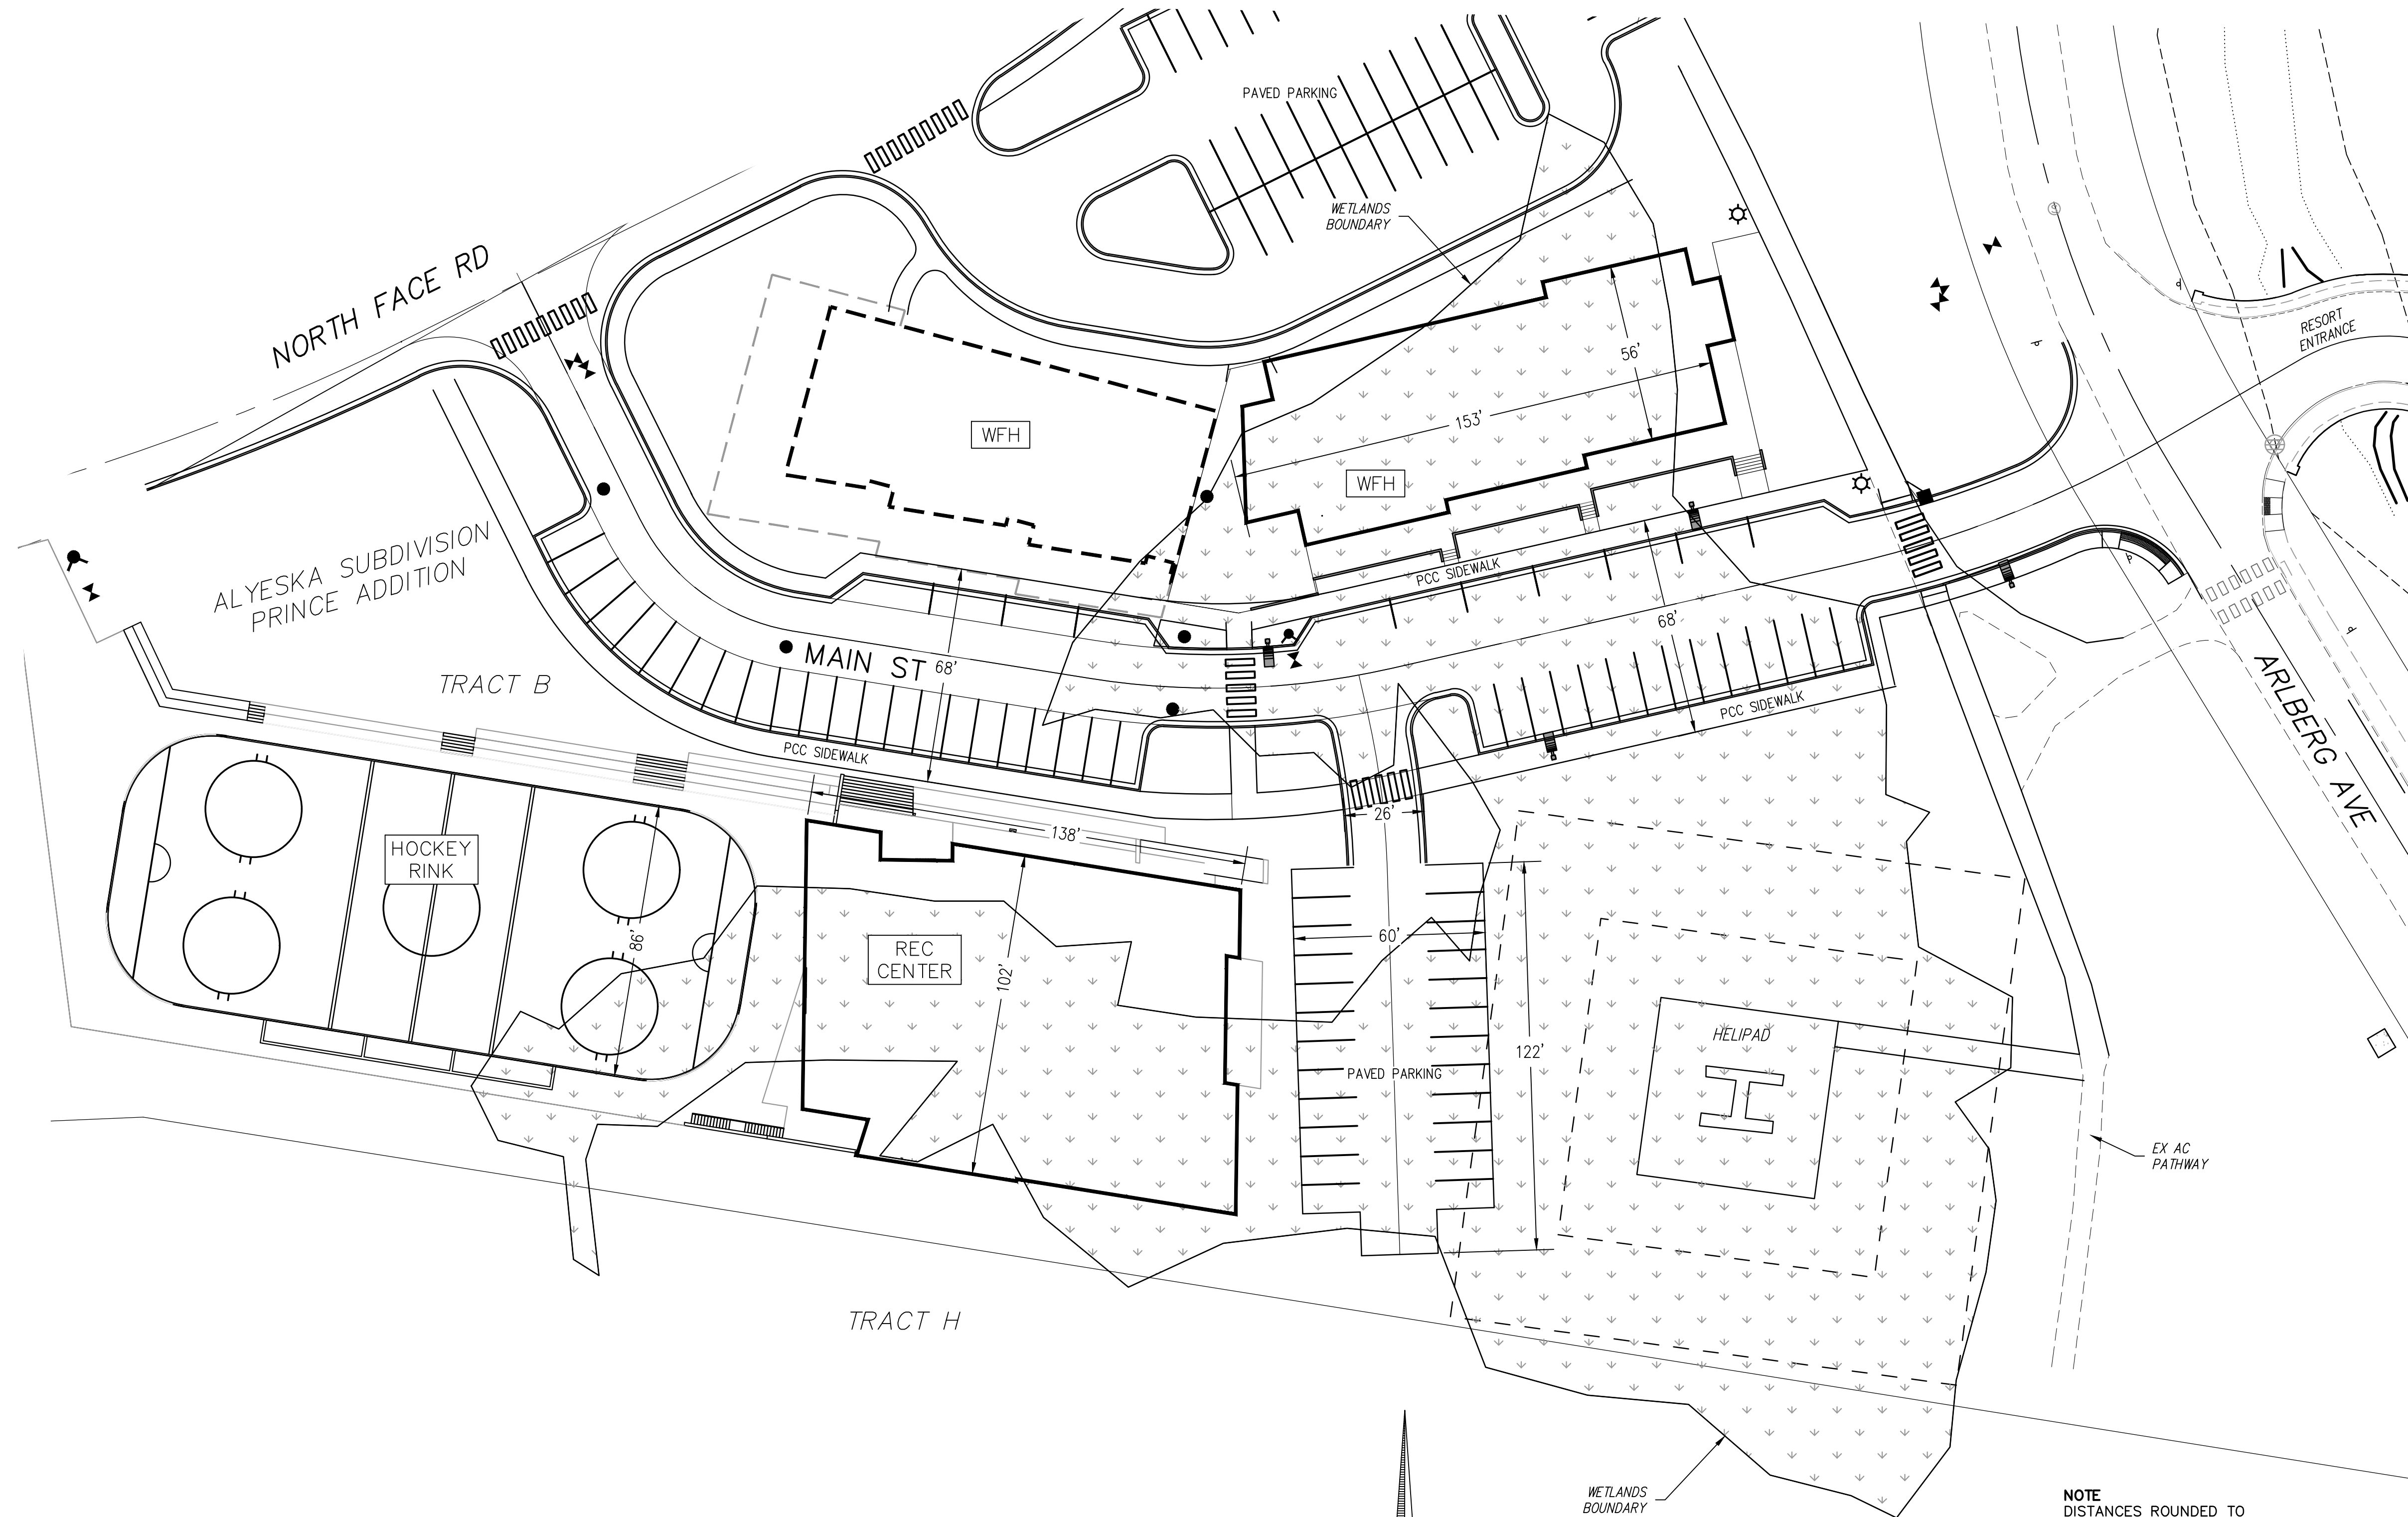 PAVED PARKING
WETLANDS
BOUNDARY
NORTH FACE RD
RESORT
ENTRANCE
56'
153'
WFH
WFH
ALYESKA SUBDIVISION
PRINCE ADDITION
PCC SIDEWALK
68'
MAIN ST
68'
TRACT B
ARLBERG AVE
PCC SIDEWALK
PCC SIDEWALK
26'
138'
HOCKEY
RINK
86'
REC
CENTER
102'
60'
122'
HELIPAD
H
PAVED PARKING
EX AC
PATHWAY
TRACT H
WETLANDS
BOUNDARY
NOTE
DISTANCES ROUNDED TO